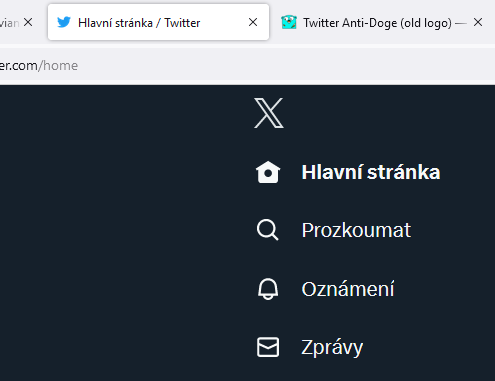 Hlavní stránka / Twitter
Twitter Anti-Doge (old logo) —
er.com/home
Hlavní stránka
Prozkoumat
Oznámení
Zprávy